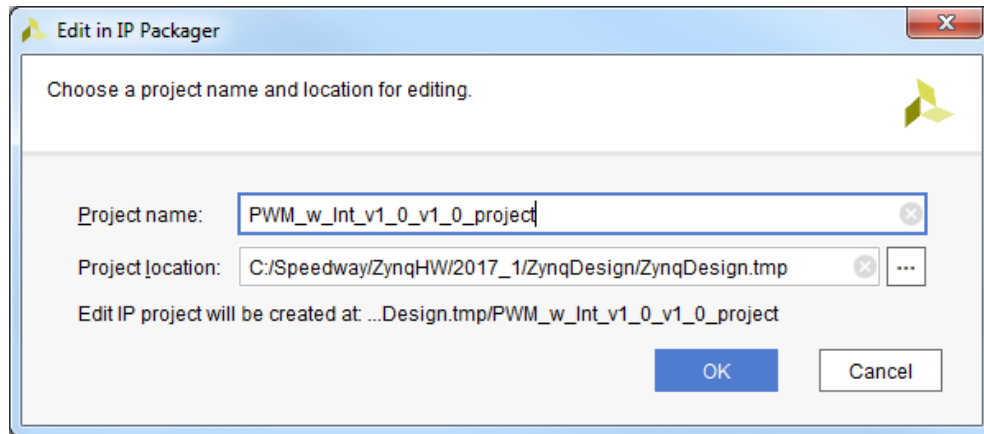 Edit in IP Packager
Choose a project name and location for editing.
Project name: PWM_w_Int_v1_0_v1_0_project
Project location: C:/Speedway/ZynqHW/2017_1/ZynqDesign/ZynqDesign.tmp ...
Edit IP project will be created at: ...Design.tmp/PWM_w_Int_v1_0_v1_0_project
OK Cancel